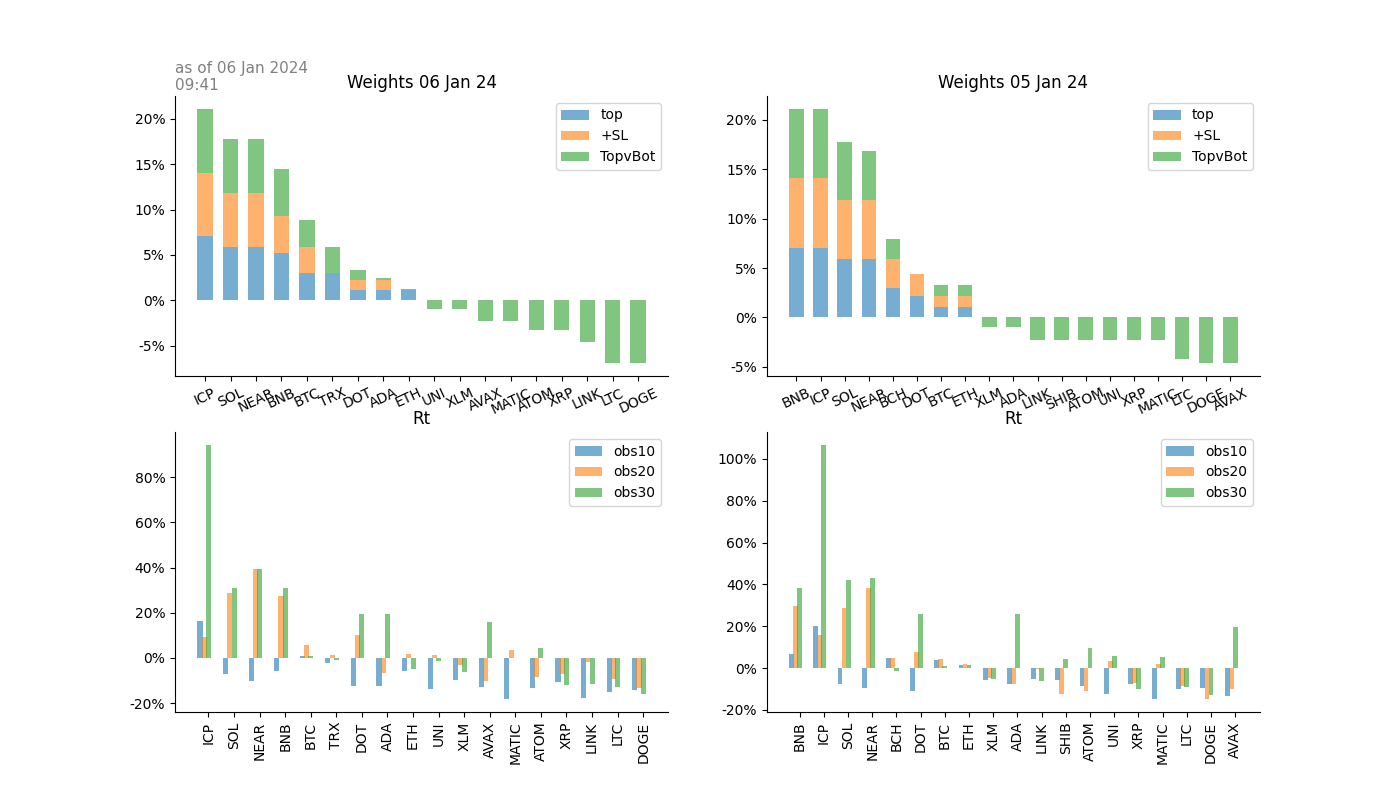 as of 06 Jan 2024
09:41
Weights 06 Jan 24
20%
15%
10%
5%
0%
-5%
top
+SL
TopvBot
ICP SOL NEAR BNB BTC TRX DOT ADA ETH UNI XLM AVAX MATIC ATOM XRP LINK LTC DOGE
Weights 05 Jan 24
20%
15%
10%
5%
0%
-5%
top
+SL
TopvBot
BNB ICP SOL NEAR BCH DOT BTC ETH XLM ADA LINK SHIB ATOM UNI XRP MATIC LTC DOGE AVAX
Rt
80%
60%
40%
20%
0%
-20%
obs10
obs20
obs30
ICP SOL NEAR BNB BTC TRX DOT ADA ETH UNI XLM AVAX MATIC ATOM XRP LINK LTC DOGE
Rt
100%
80%
60%
40%
20%
0%
-20%
obs10
obs20
obs30
BNB ICP SOL NEAR BCH DOT BTC ETH XLM ADA LINK SHIB ATOM UNI XRP MATIC LTC DOGE AVAX